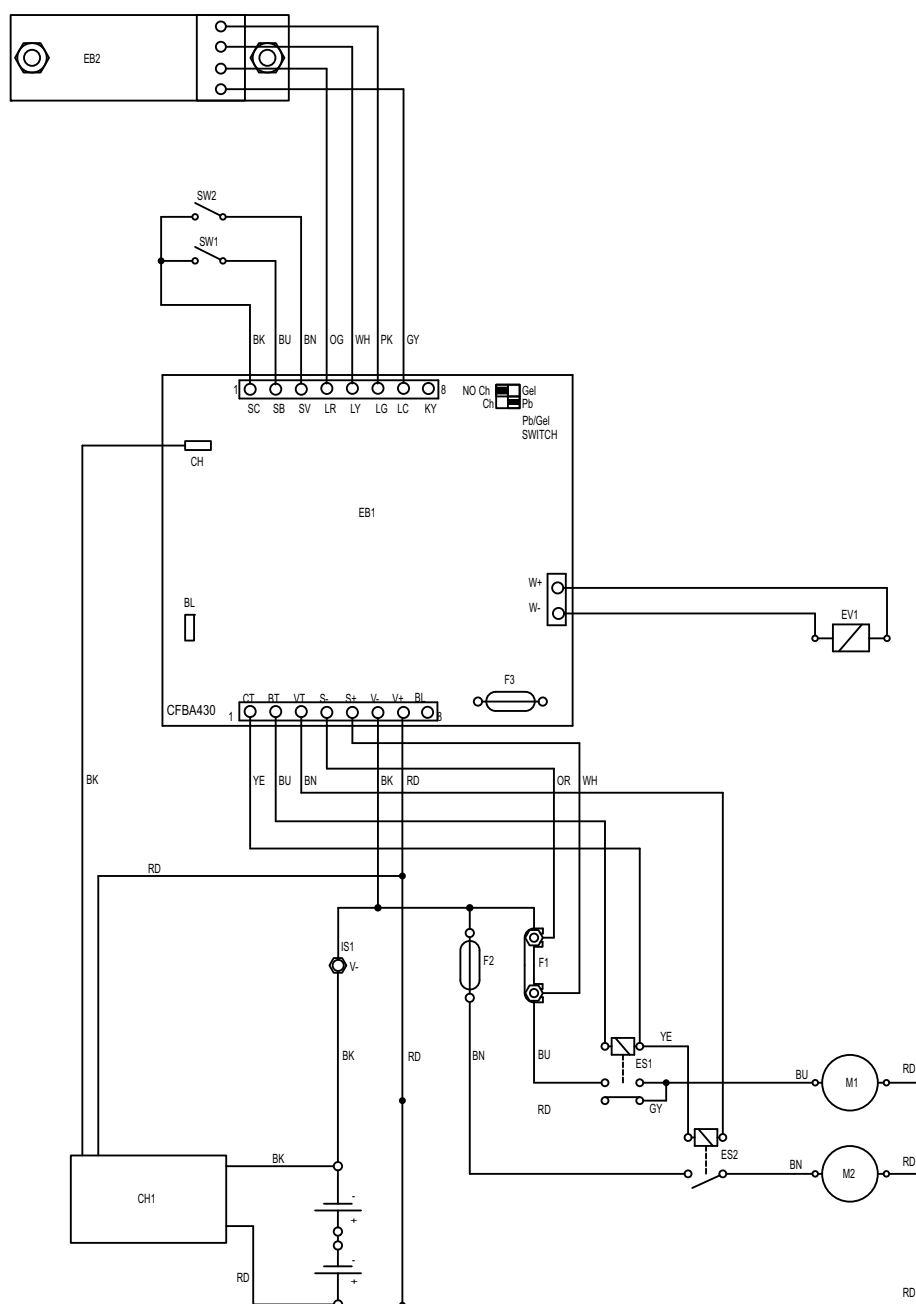 EB2
SW2
SW1
BK BU BN OG WH PK GY
1 8
SC SB SV LR LY LG LC KY
NO Ch Gel
Ch Pb
Pb/Gel
SWITCH
CH
EB1
W+
W-
EV1
BL
F3
CFBA430
CT BT VT S- S+ V- V+ BL
1 8
BK YE BU BN BK RD OR WH
RD
IS1
V-
F2
F1
BK RD BN BU
YE
ES1
BU M1 RD
RD GY
ES2
BK BN M2 RD
CH1
-
+
-
+
RD
RD